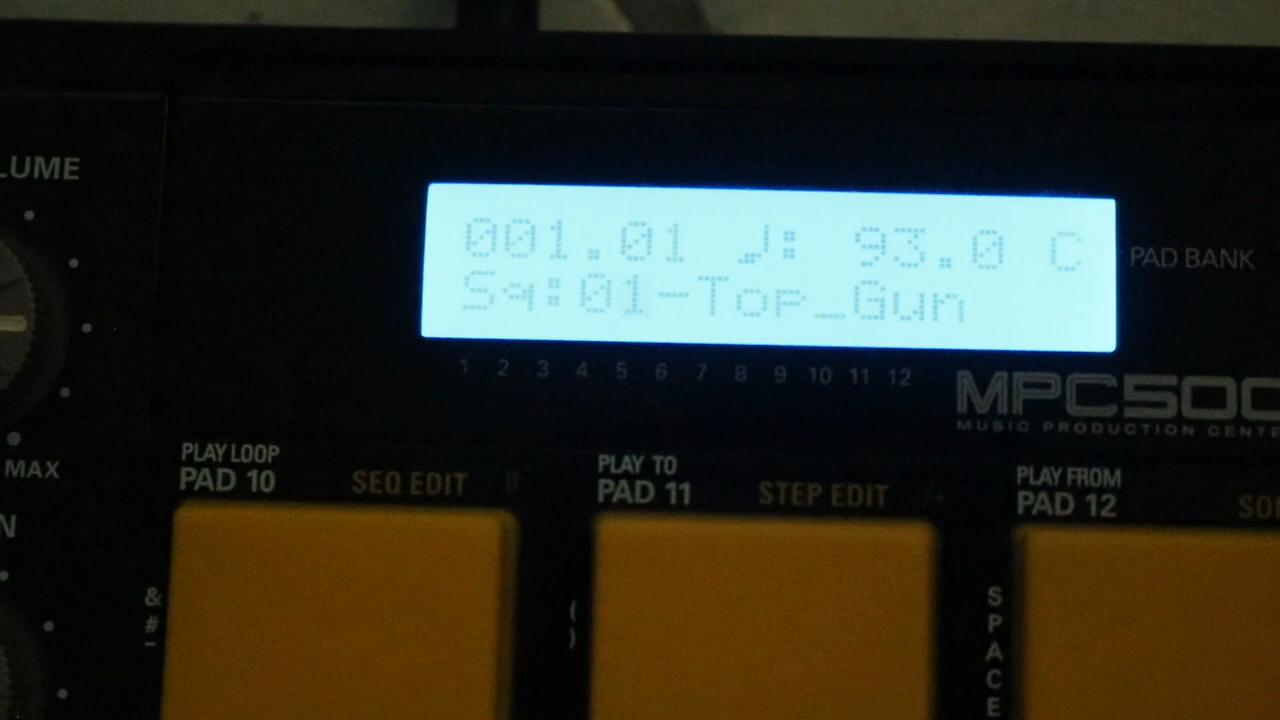 LUME
001.01 ♩: 93.0 C
PAD BANK
Sq:01-Top_Gun
1 2 3 4 5 6 7 8 9 10 11 12
MPC500
MUSIC PRODUCTION CENTE
MAX
PLAY LOOP
PAD 10
SEQ EDIT
PLAY TO
PAD 11
STEP EDIT
PLAY FROM
PAD 12
N
&
#
-
(
)
SPACE